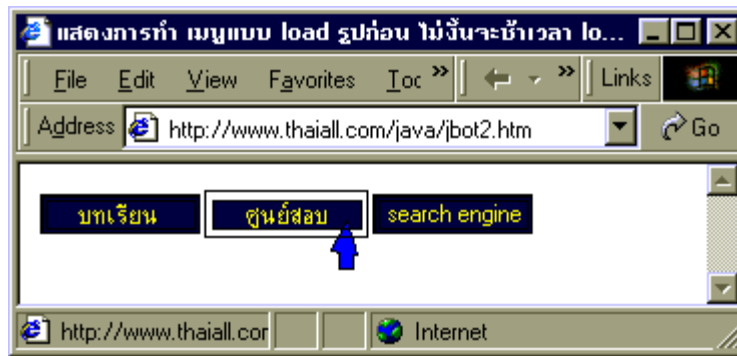 แสดงการทำ เมนูแบบ load รูปก่อน ไม่งั้นจะช้าเวลา lo...
File Edit View Favorites Toc » » Links
Address http://www.thaiall.com/java/jbot2.htm Go
บทเรียน ศูนย์สอบ search engine
http://www.thaiall.cor Internet